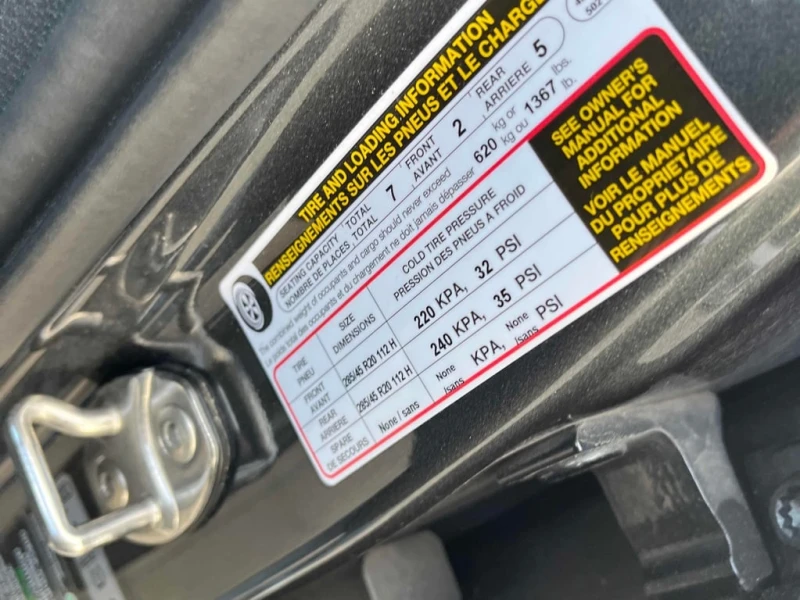 TIRE AND LOADING INFORMATION
RENSEIGNEMENTS SUR LES PNEUS ET LE CHARGE
SEATING CAPACITY TOTAL 7 FRONT 2 REAR 5
NOMBRE DE PLACES, TOTAL AVANT ARRIERE
The combined weight of occupants and cargo should never exceed 620 kg or 1367 lbs.
Le poids total des occupants et du chargement ne doit jamais dépasser kg ou lb.
TIRE SIZE COLD TIRE PRESSURE
PNEU DIMENSIONS PRESSION DES PNEUS A FROID
FRONT 285/45 R20 112 H 220 KPA, 32 PSI
AVANT
REAR 285/45 R20 112 H 240 KPA, 35 PSI
ARRIERE
SPARE None / sans None /sans KPA, None /sans PSI
DE SECOURS
SEE OWNER'S
MANUAL FOR
ADDITIONAL
INFORMATION
VOIR LE MANUEL
DU PROPRIETAIRE
POUR PLUS DE
RENSEIGNEMENTS
502